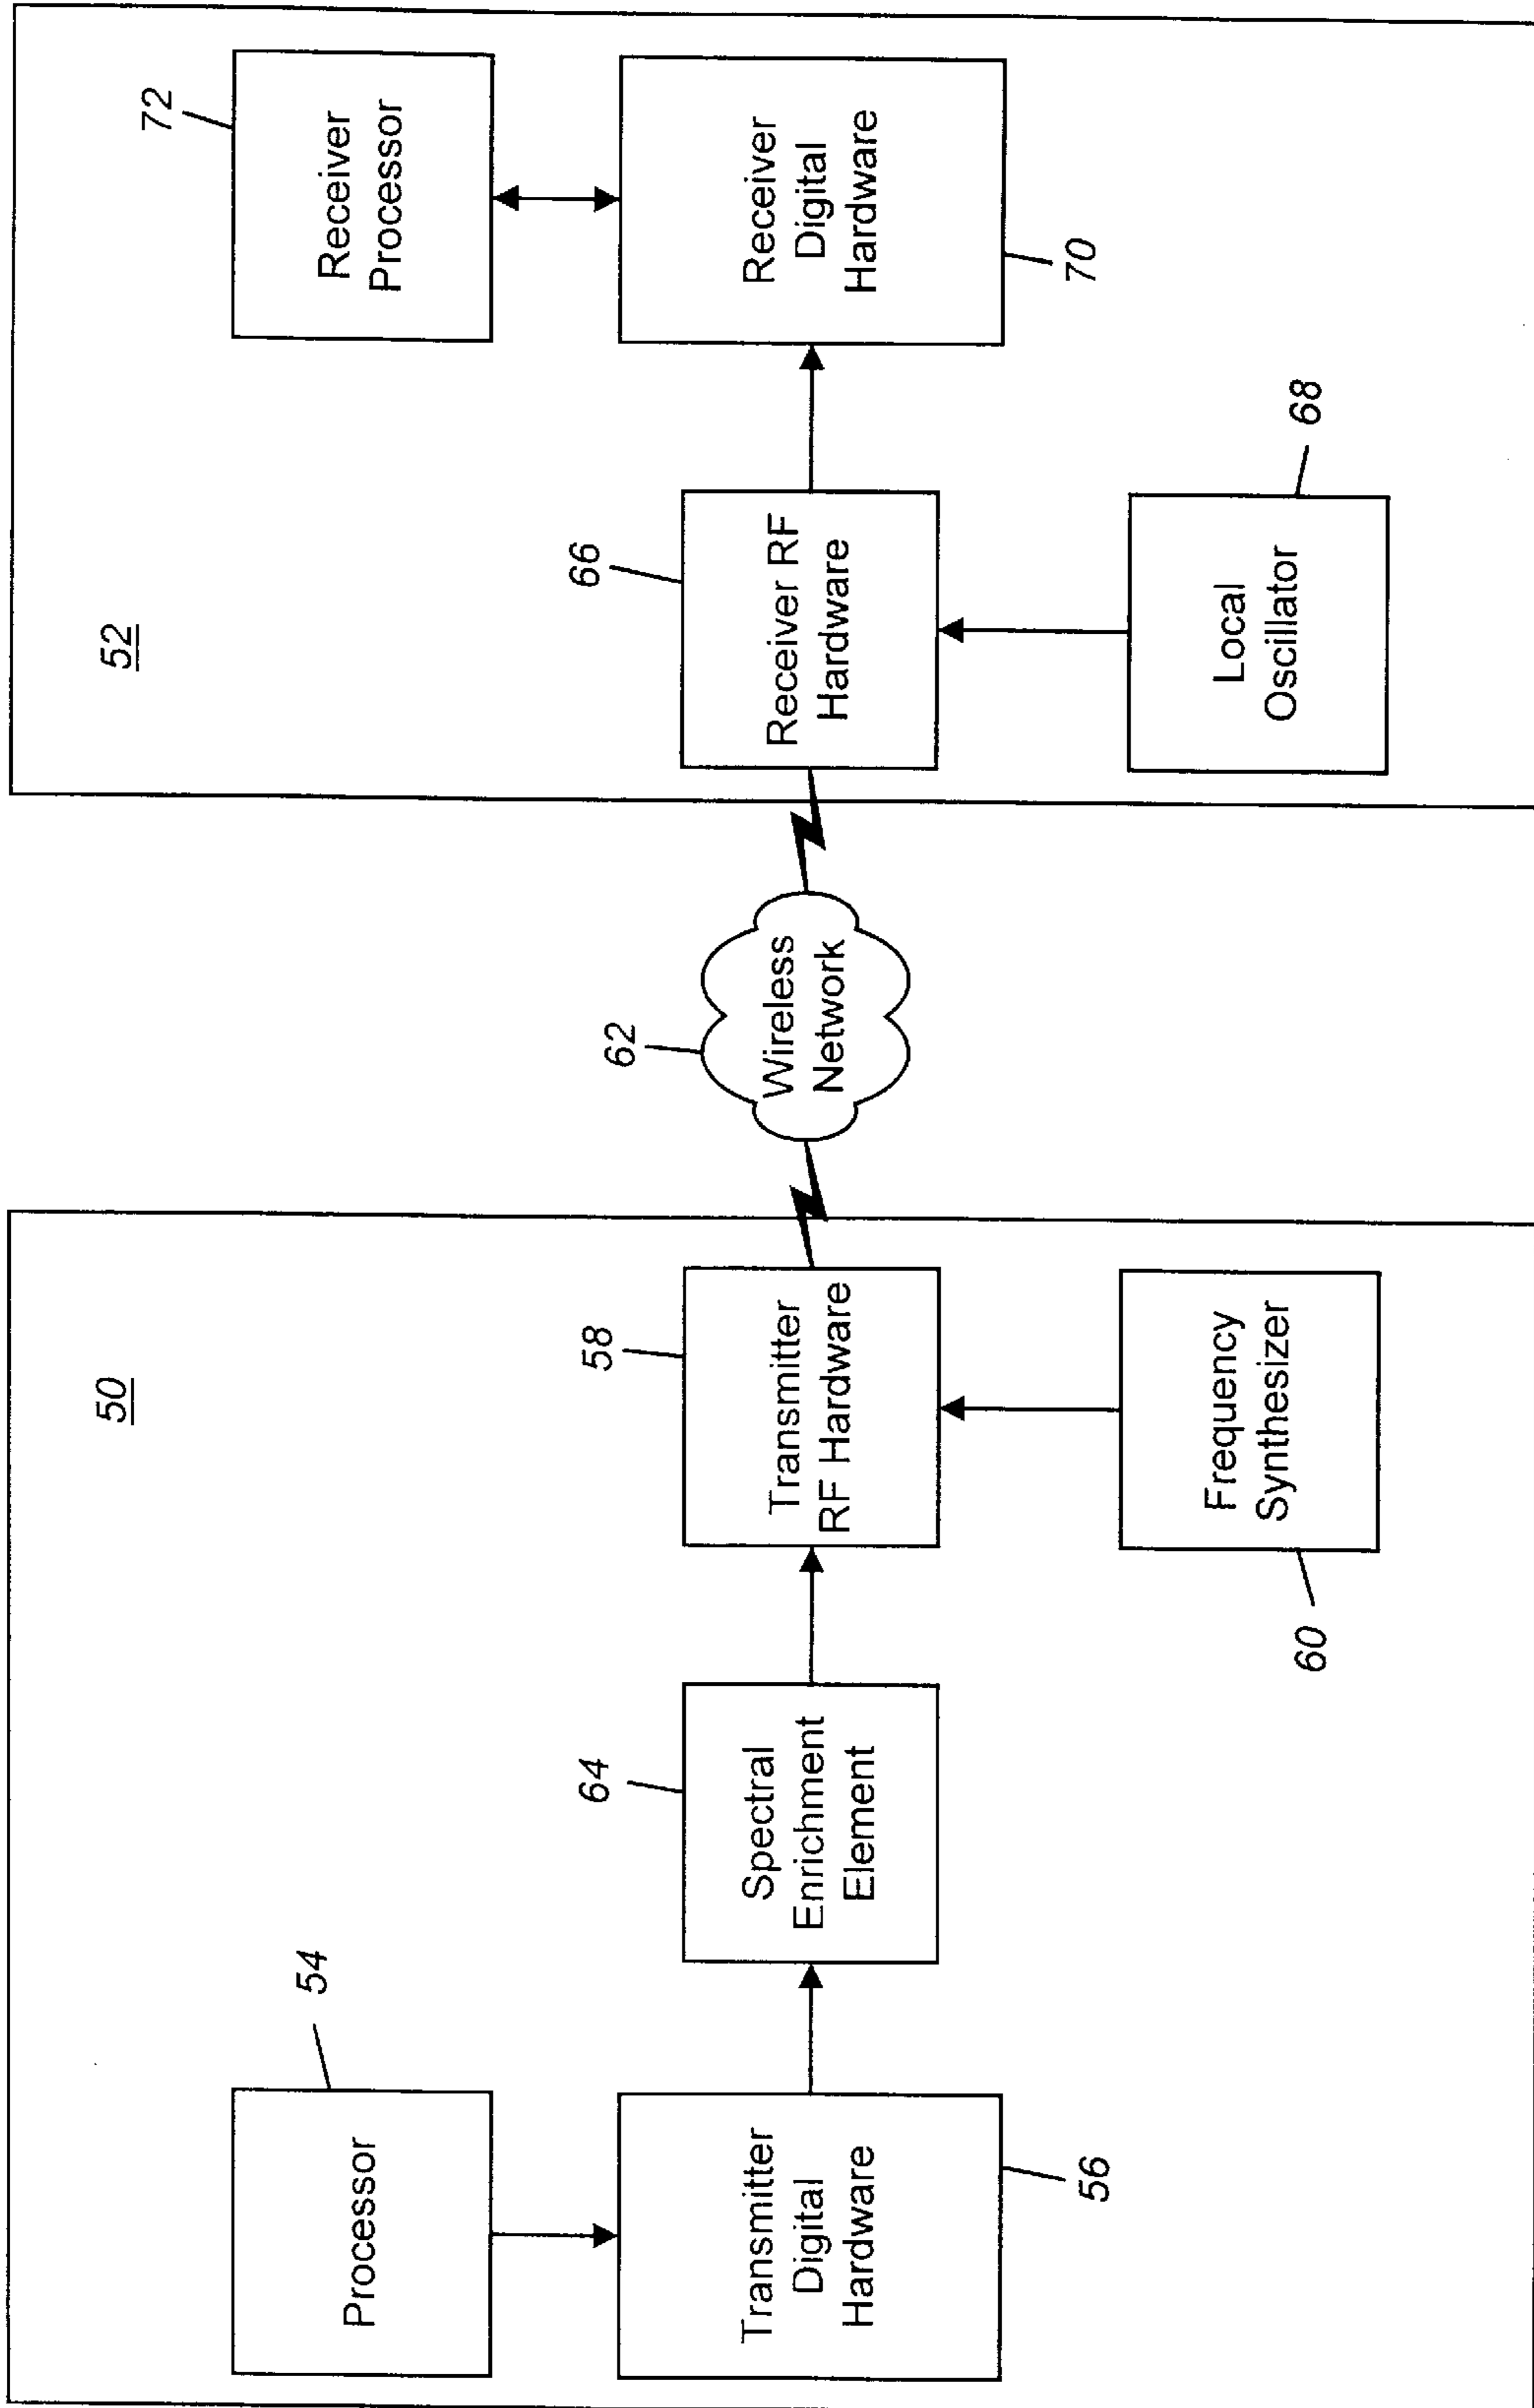 50
54
Processor
Transmitter
Digital
Hardware
56
64
Spectral
Enrichment
Element
58
Transmitter
RF Hardware
Frequency
Synthesizer
60
62
Wireless
Network
52
66
Receiver RF
Hardware
Local
Oscillator
68
72
Receiver
Processor
Receiver
Digital
Hardware
70